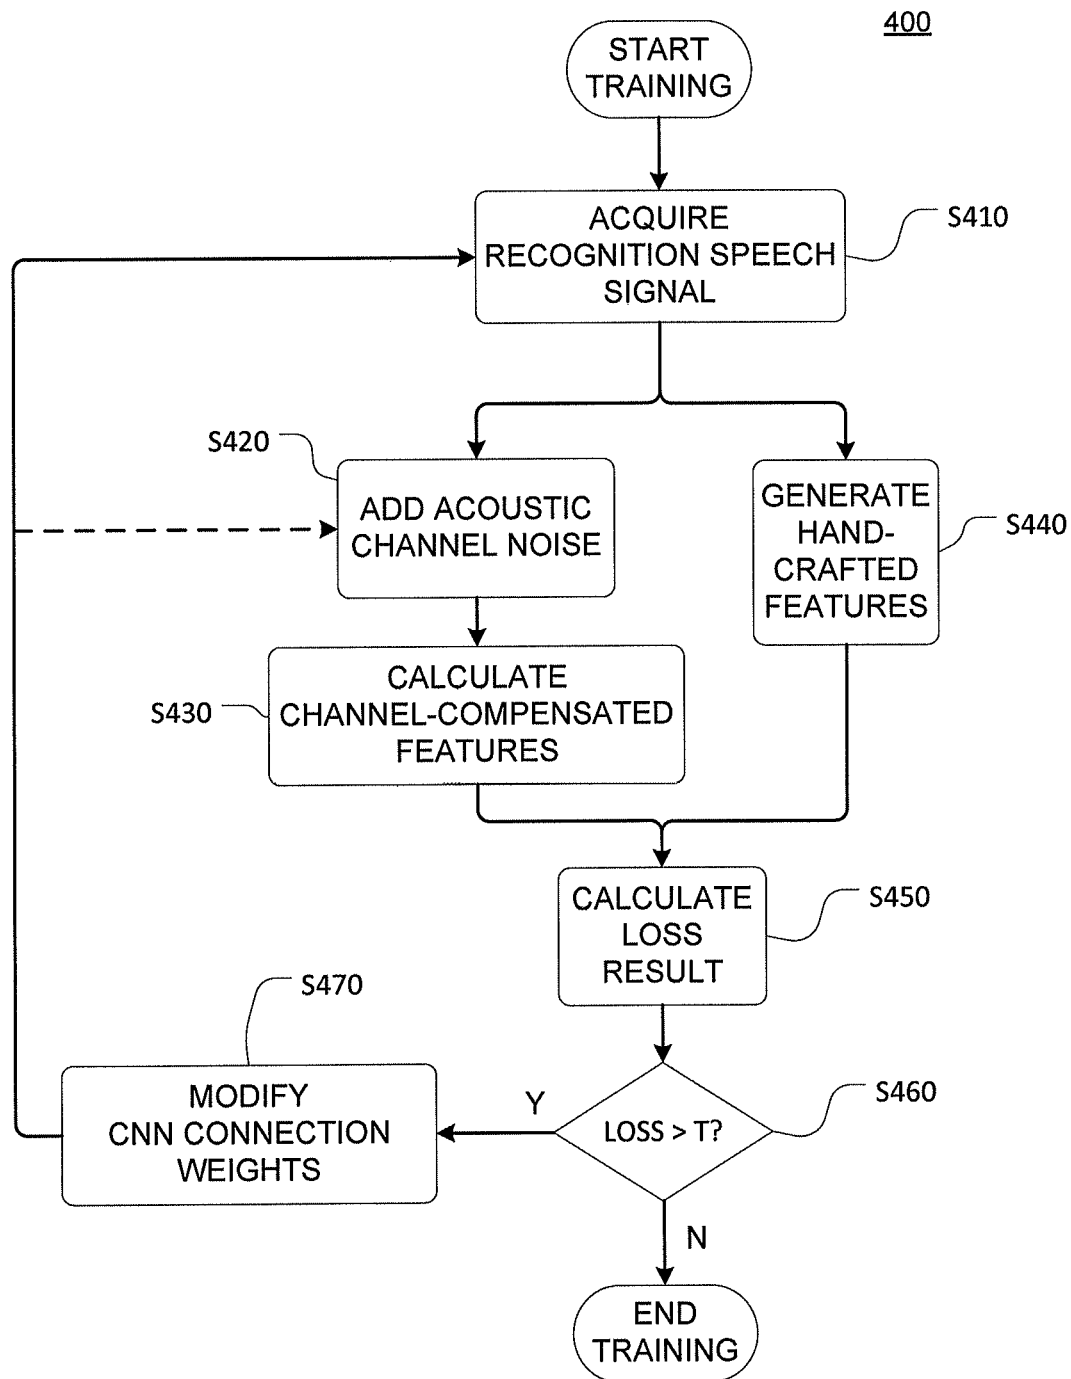 400
START
TRAINING
ACQUIRE
RECOGNITION SPEECH
SIGNAL
S410
S420
ADD ACOUSTIC
CHANNEL NOISE
GENERATE
HAND-
CRAFTED
FEATURES
S440
S430
CALCULATE
CHANNEL-COMPENSATED
FEATURES
CALCULATE
LOSS
RESULT
S450
S470
MODIFY
CNN CONNECTION
WEIGHTS
Y
LOSS > T?
S460
N
END
TRAINING